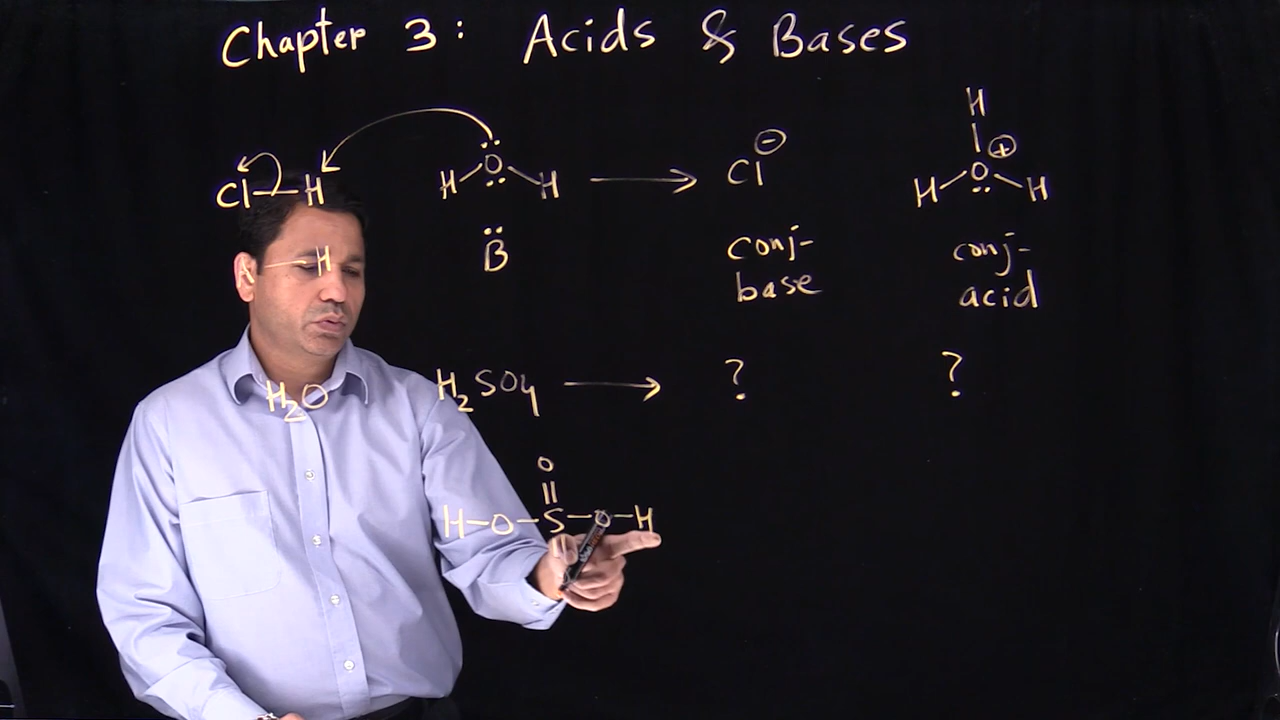 Chapter 3: Acids & Bases
H
Cl—H H O H → Cl⊖ H O⊕ H
A—H B̈ conj- base conj- acid
H₂O H₂SO₄ → ? ?
O
H—O—S—O—H